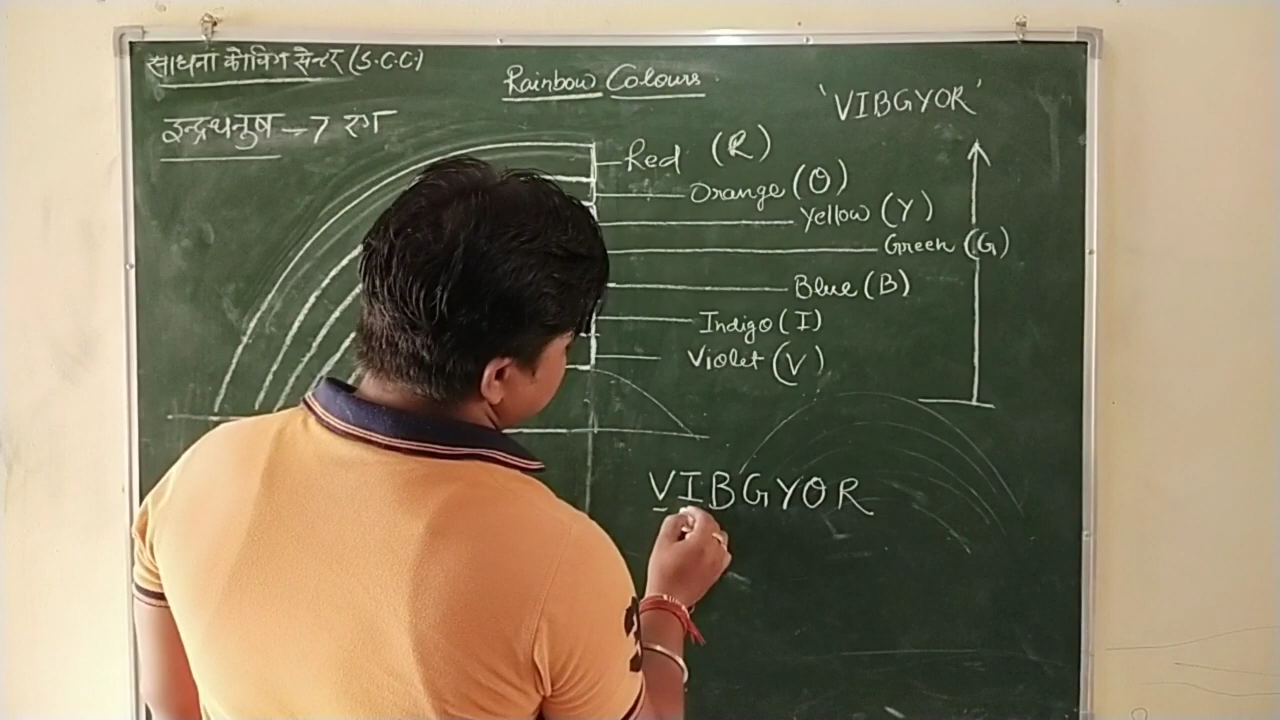 साधना कोचिंग सेन्टर (S.C.C.)
Rainbow Colours
'VIBGYOR'
इन्द्रधनुष - 7 रंग
Red (R)
Orange (O)
Yellow (Y)
Green (G)
Blue (B)
Indigo (I)
Violet (V)
VIBGYOR